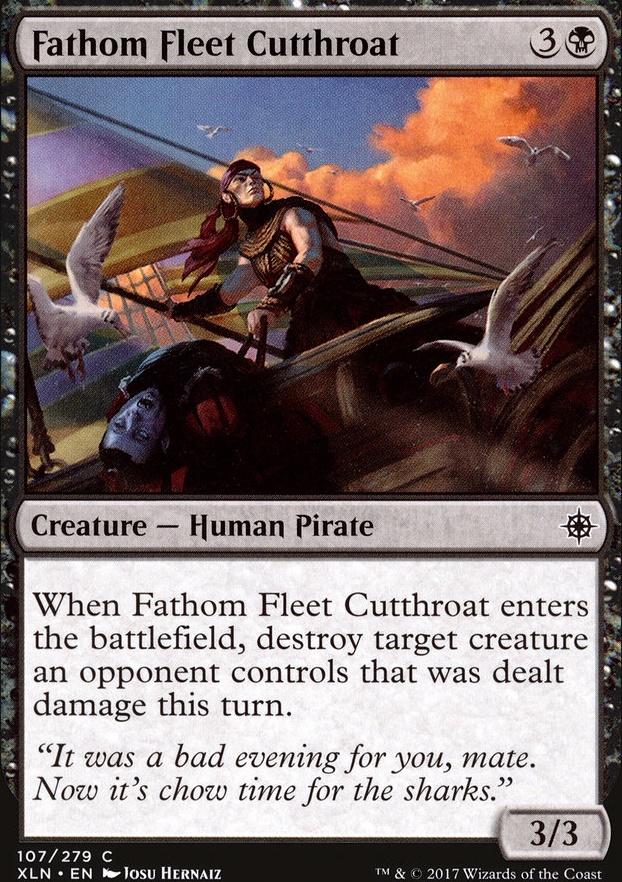 Fathom Fleet Cutthroat 3
Creature — Human Pirate
When Fathom Fleet Cutthroat enters
the battlefield, destroy target creature
an opponent controls that was dealt
damage this turn.
“It was a bad evening for you, mate.
Now it’s chow time for the sharks.”
3/3
107/279 C
XLN • EN Josu Hernaiz ™ & © 2017 Wizards of the Coast